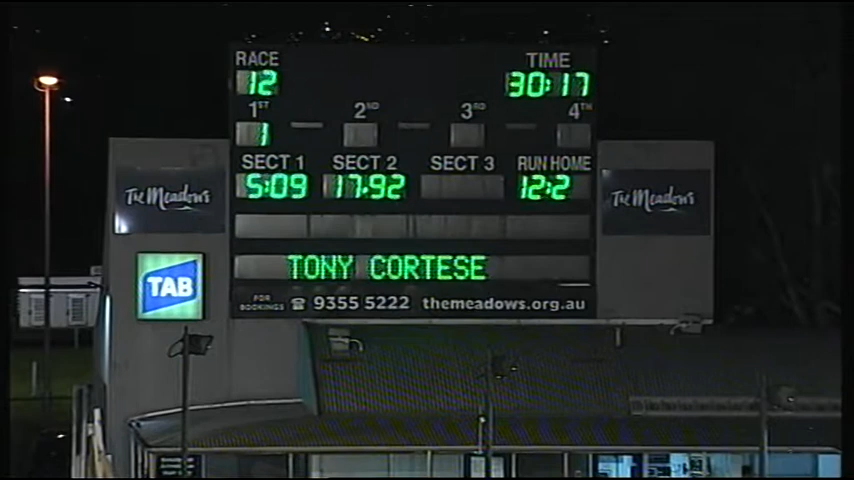 RACE TIME
12 30:17
1ST 2ND 3RD 4TH
1
SECT 1 SECT 2 SECT 3 RUN HOME
5:09 17.92 12:2
The Meadows The Meadows
TONY CORTESE
TAB
FOR BOOKINGS ☎ 9355 5222 themeadows.org.au